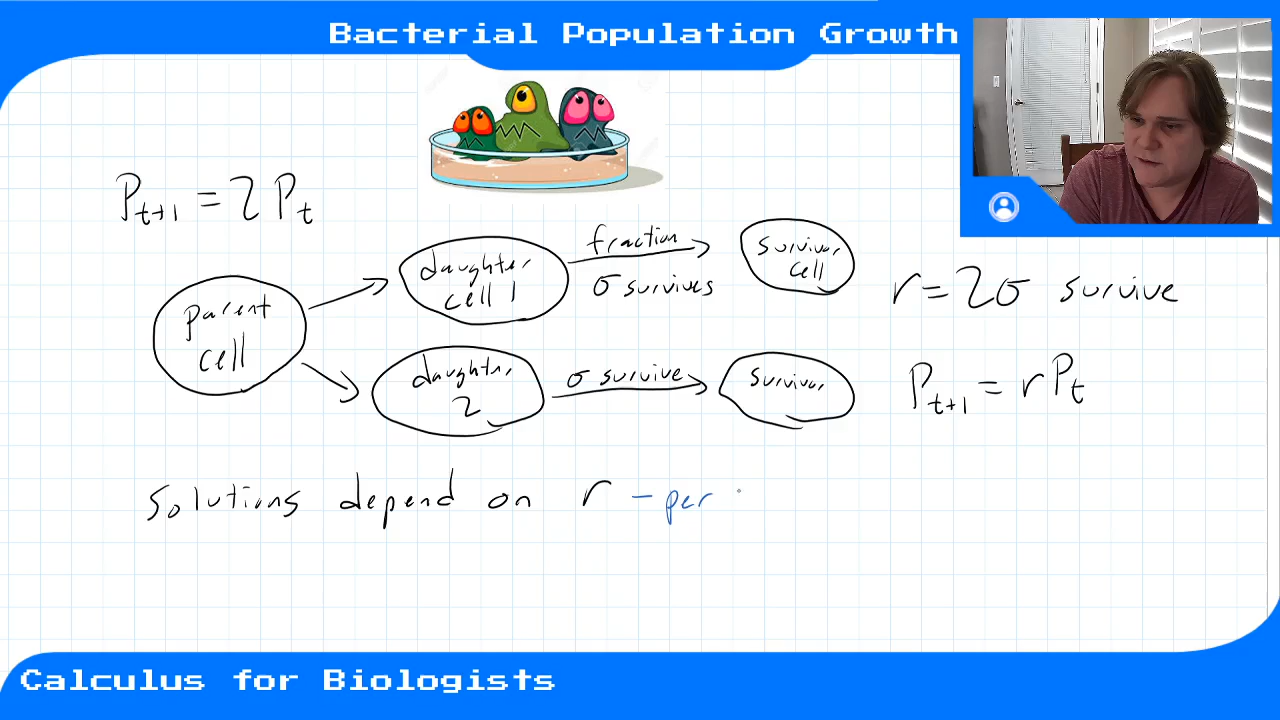 Bacterial Population Growth
P_{t+1} = 2 P_t
parent cell
daughter cell 1
fraction
σ survives
survivor cell
r = 2σ survive
daughter 2
σ survive
survivor
P_{t+1} = r P_t
solutions depend on r - per
Calculus for Biologists